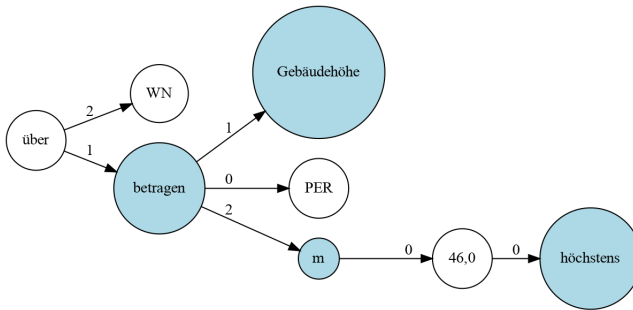 Gebäudehöhe
WN
2
über
1
1
betragen
0
PER
2
m
0
46,0
0
höchstens